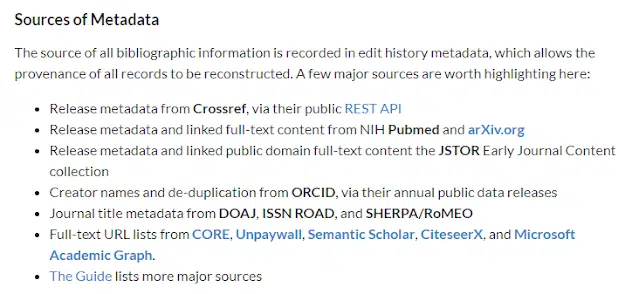 Sources of Metadata
The source of all bibliographic information is recorded in edit history metadata, which allows the
provenance of all records to be reconstructed. A few major sources are worth highlighting here:
• Release metadata from Crossref, via their public REST API
• Release metadata and linked full-text content from NIH Pubmed and arXiv.org
• Release metadata and linked public domain full-text content the JSTOR Early Journal Content
collection
• Creator names and de-duplication from ORCID, via their annual public data releases
• Journal title metadata from DOAJ, ISSN ROAD, and SHERPA/RoMEO
• Full-text URL lists from CORE, Unpaywall, Semantic Scholar, CiteseerX, and Microsoft
Academic Graph.
• The Guide lists more major sources